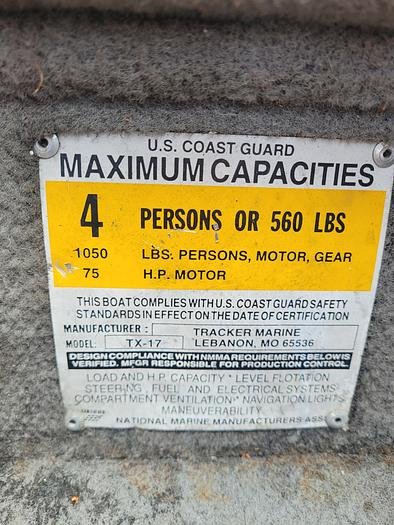 U.S. COAST GUARD
MAXIMUM CAPACITIES
4 PERSONS OR 560 LBS
1050 LBS. PERSONS, MOTOR, GEAR
75 H.P. MOTOR
THIS BOAT COMPLIES WITH U.S. COAST GUARD SAFETY
STANDARDS IN EFFECT ON THE DATE OF CERTIFICATION
MANUFACTURER: TRACKER MARINE
MODEL: TX-17 LEBANON, MO 65536
DESIGN COMPLIANCE WITH NMMA REQUIREMENTS BELOW IS
VERIFIED. MFGR RESPONSIBLE FOR PRODUCTION CONTROL.
LOAD AND H.P. CAPACITY • LEVEL FLOTATION
STEERING, FUEL AND ELECTRICAL SYSTEMS
COMPARTMENT VENTILATION • NAVIGATION LIGHTS
MANEUVERABILITY
NATIONAL MARINE MANUFACTURERS ASSN